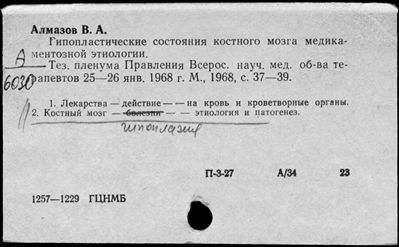 Алмазов В. А.
Гипопластические состояния костного мозга медика-
ментозной этиологии.
А
Тез. пленума Правления Всерос. науч. мед. об-ва те-
6030
рапевтов 25—26 янв. 1968 г. М., 1968, с. 37—39.
1. Лекарства — действие — — на кровь и кроветворные органы.
2. Костный мозг — болезни — — этиология и патогенез.
гипоплазия
П-3-27 А/34 23
1257—1229 ГЦНМБ